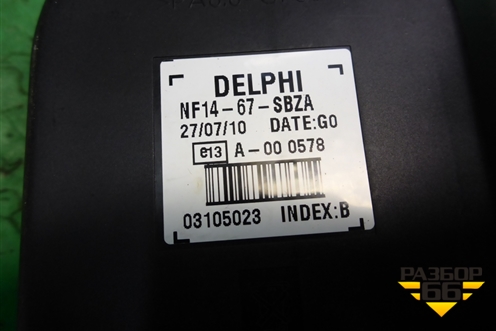 DELPHI
NF14-67-SBZA
27/07/10 DATE:G0
e13 A-00 0578
03105023 INDEX:B
РАЗБОР
66